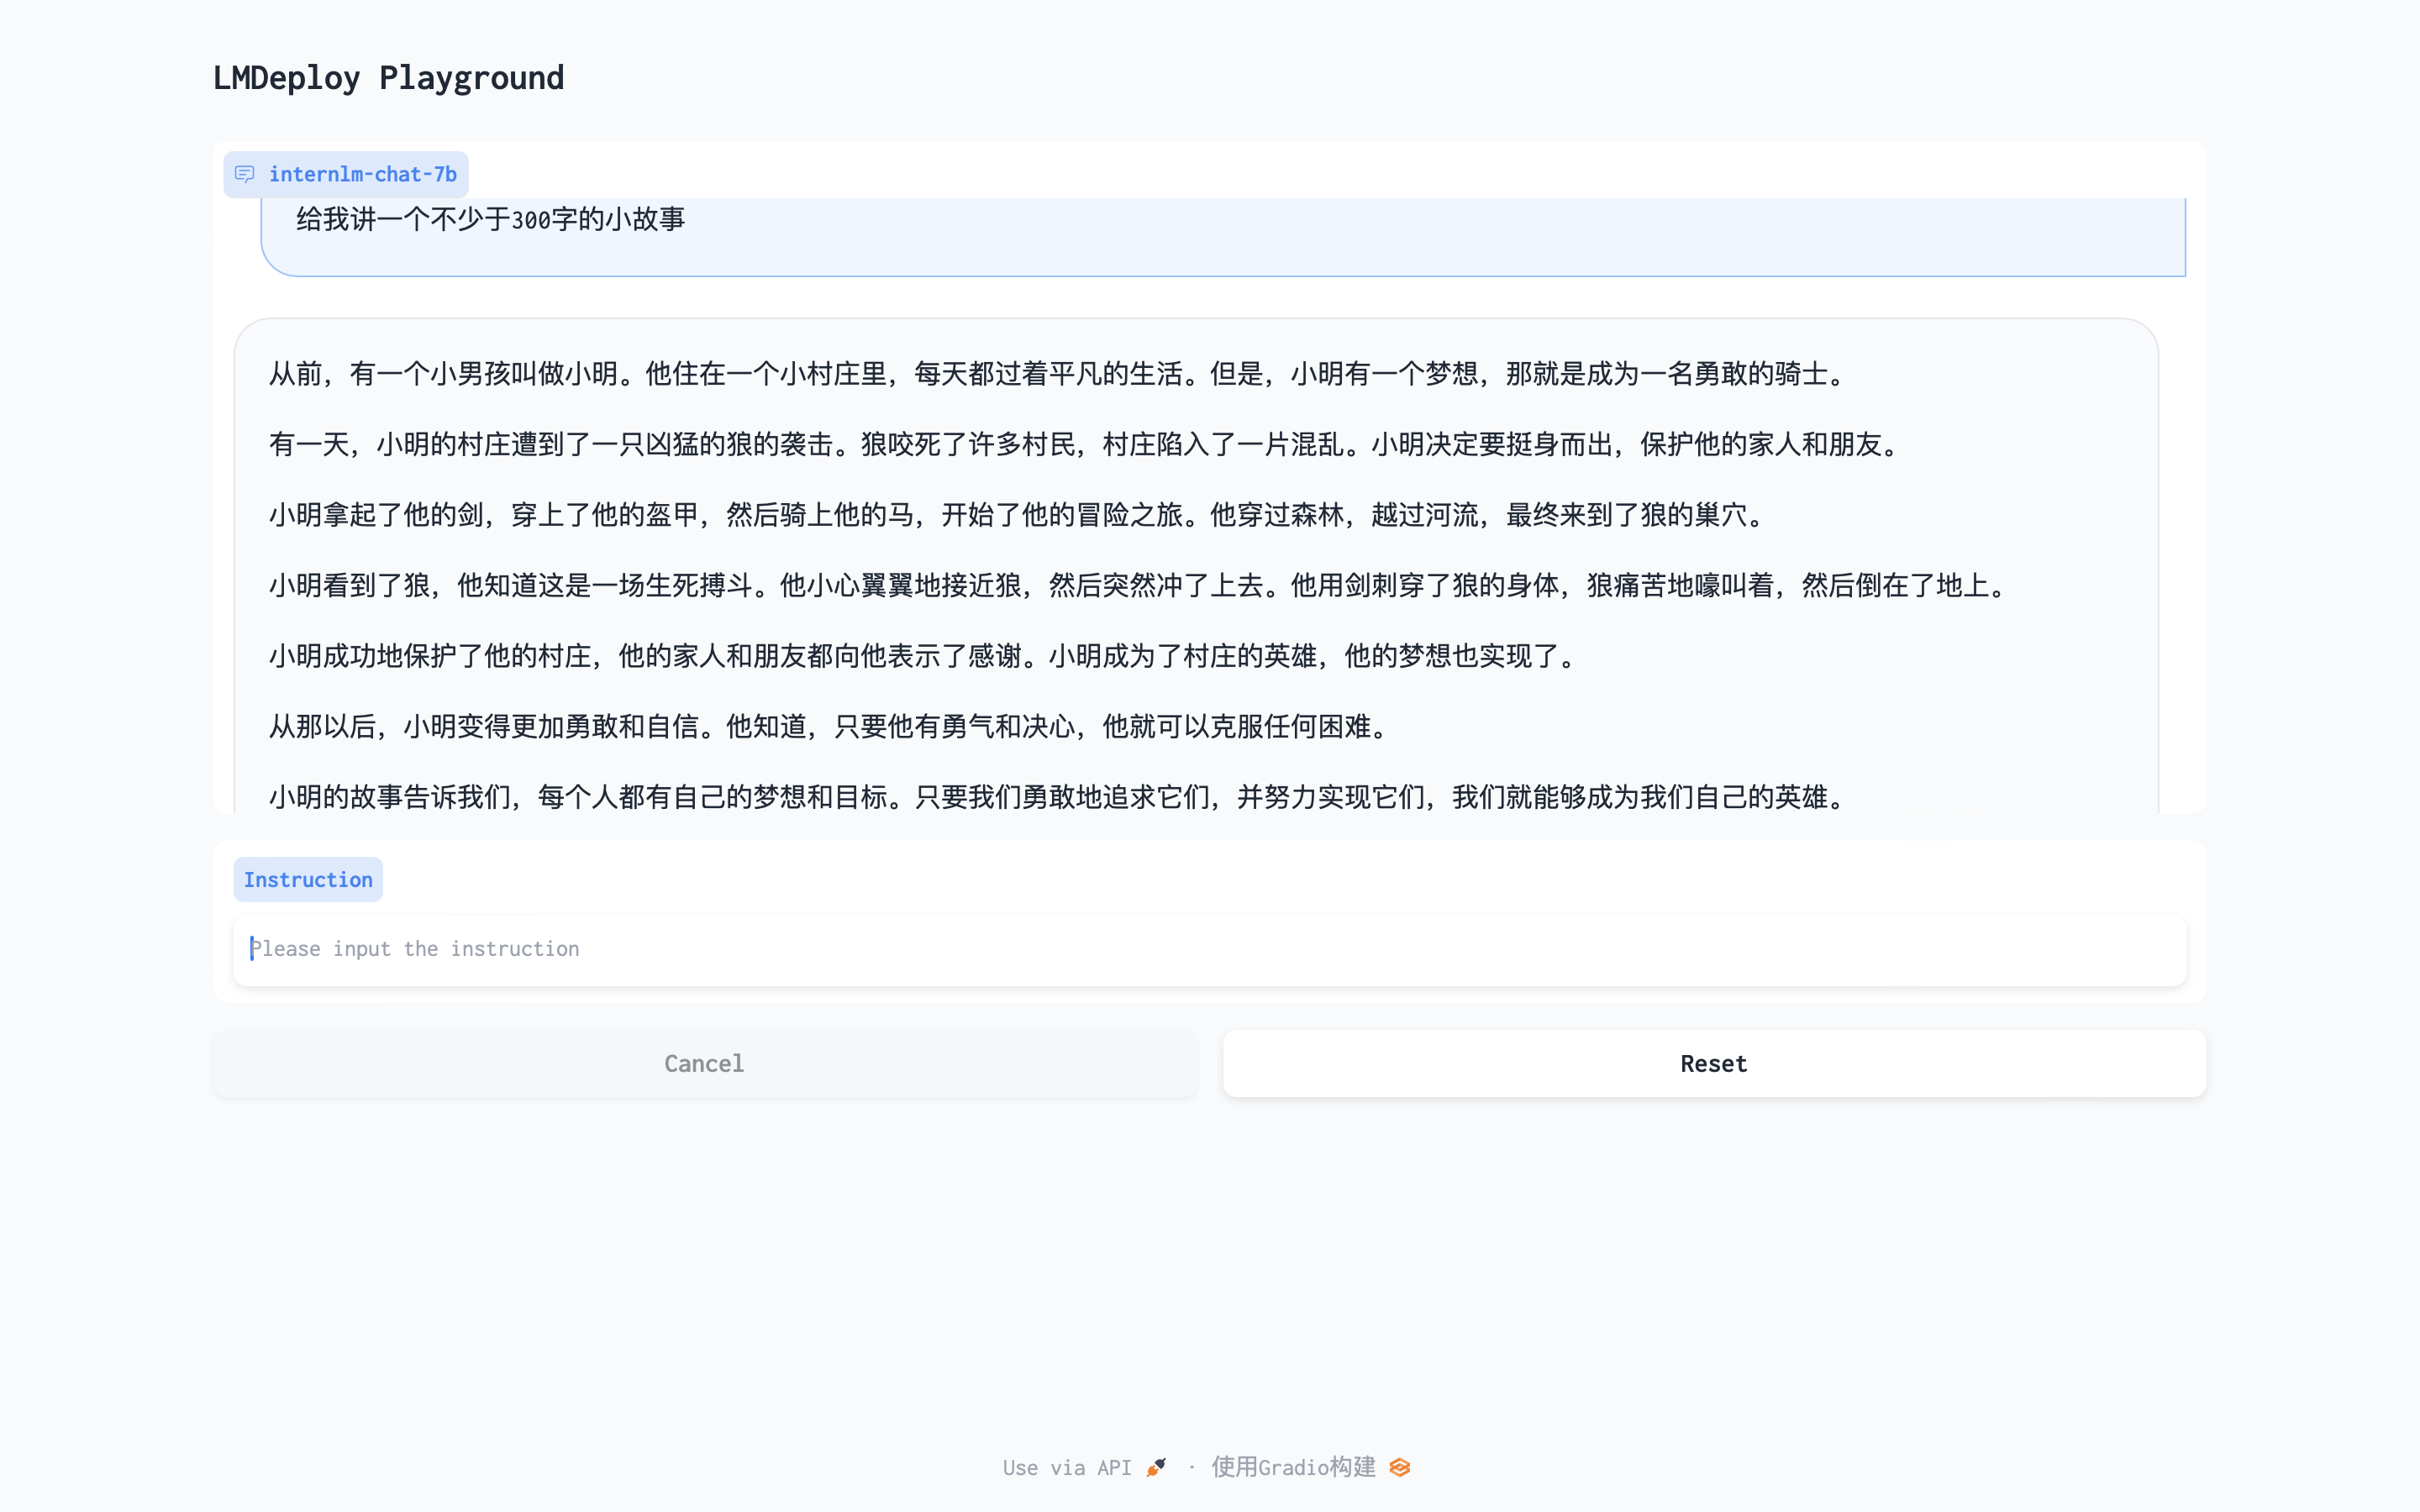 LMDeploy Playground
internlm-chat-7b
给我讲一个不少于300字的小故事
从前，有一个小男孩叫做小明。他住在一个小村庄里，每天都过着平凡的生活。但是，小明有一个梦想，那就是成为一名勇敢的骑士。
有一天，小明的村庄遭到了一只凶猛的狼的袭击。狼咬死了许多村民，村庄陷入了一片混乱。小明决定要挺身而出，保护他的家人和朋友。
小明拿起了他的剑，穿上了他的盔甲，然后骑上他的马，开始了他的冒险之旅。他穿过森林，越过河流，最终来到了狼的巢穴。
小明看到了狼，他知道这是一场生死搏斗。他小心翼翼地接近狼，然后突然冲了上去。他用剑刺穿了狼的身体，狼痛苦地嚎叫着，然后倒在了地上。
小明成功地保护了他的村庄，他的家人和朋友都向他表示了感谢。小明成为了村庄的英雄，他的梦想也实现了。
从那以后，小明变得更加勇敢和自信。他知道，只要他有勇气和决心，他就可以克服任何困难。
小明的故事告诉我们，每个人都有自己的梦想和目标。只要我们勇敢地追求它们，并努力实现它们，我们就能够成为我们自己的英雄。
Instruction
Please input the instruction
Cancel
Reset
Use via API · 使用Gradio构建